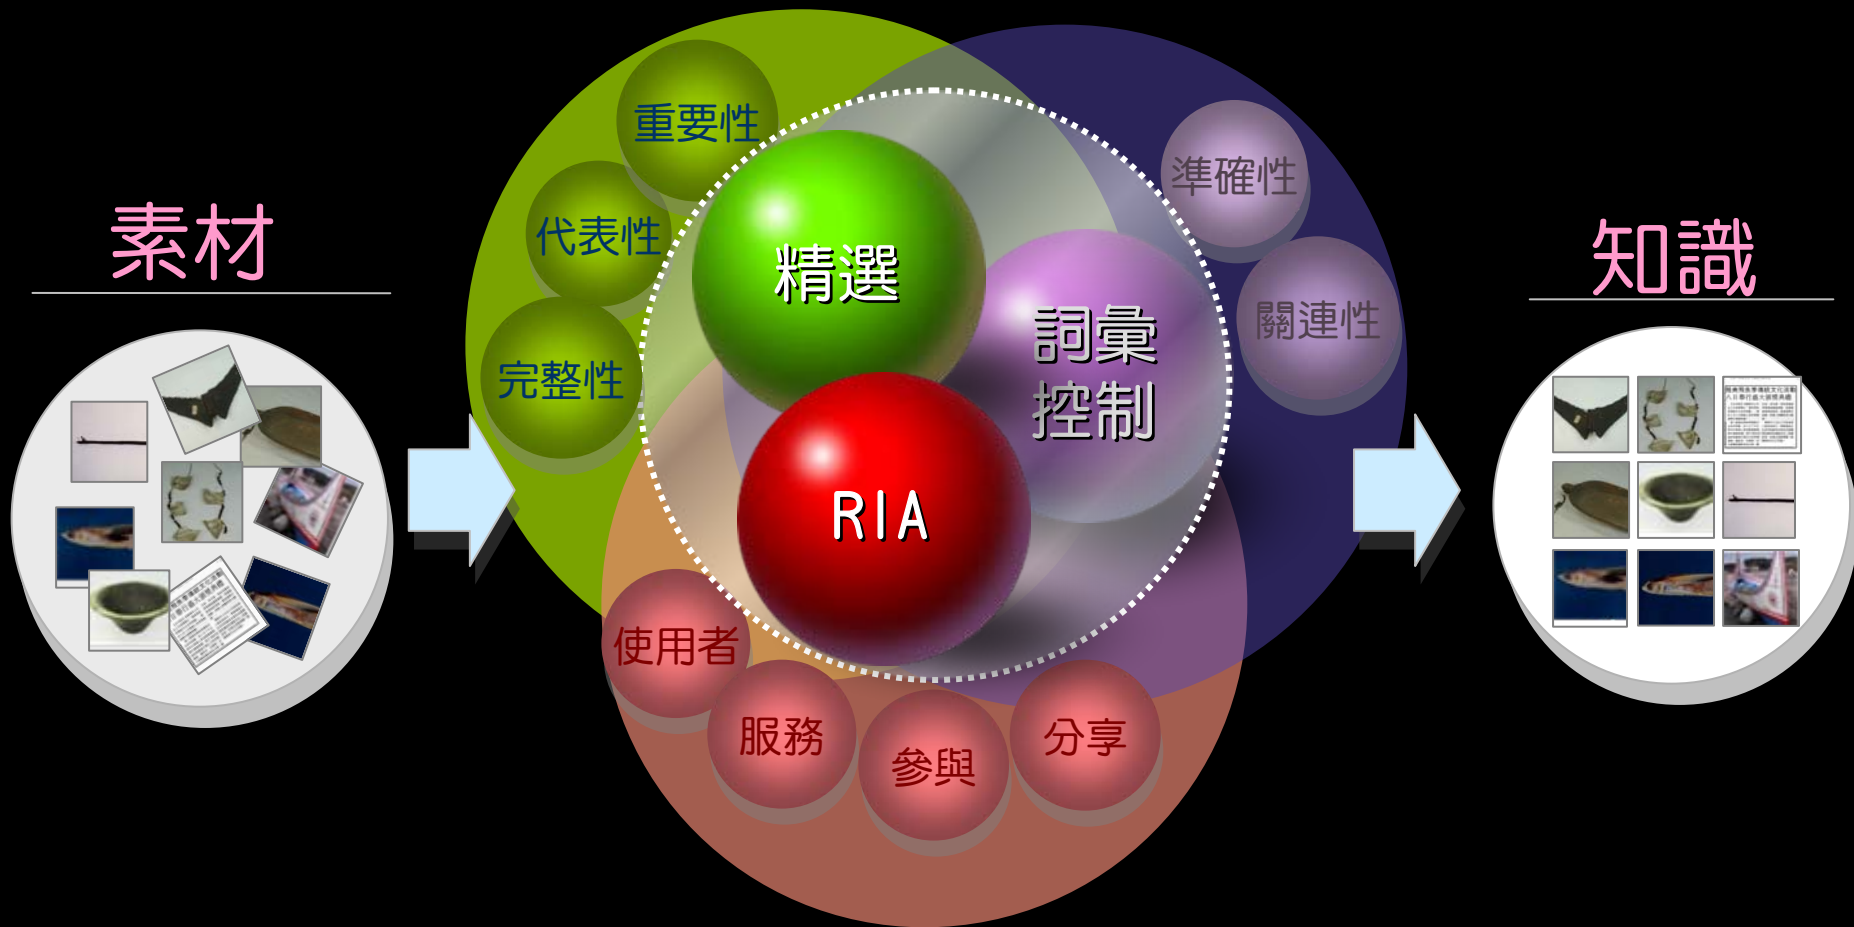 素材
重要性
代表性
完整性
精選
詞彙
控制
RIA
準確性
關連性
使用者
服務
參與
分享
知識